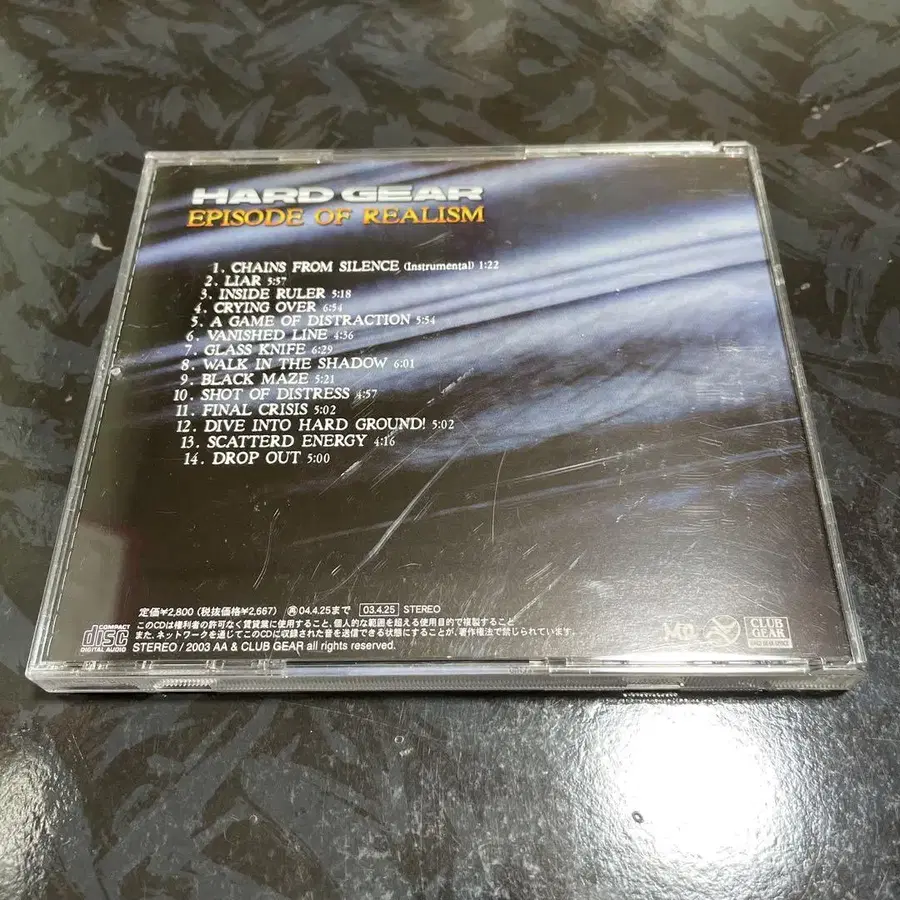 HARD GEAR
EPISODE OF REALISM
1. CHAINS FROM SILENCE (Instrumental) 1:22
2. LIAR 5:57
3. INSIDE RULER 5:18
4. CRYING OVER 6:54
5. A GAME OF DISTRACTION 5:54
6. VANISHED LINE 4:36
7. GLASS KNIFE 6:29
8. WALK IN THE SHADOW 6:01
9. BLACK MAZE 5:21
10. SHOT OF DISTRESS 4:57
11. FINAL CRISIS 5:02
12. DIVE INTO HARD GROUND! 5:02
13. SCATTERD ENERGY 4:16
14. DROP OUT 5:00
定価¥2,800 (税抜価格¥2,667) 再 04.4.25まで 03.4.25 STEREO
このCDは権利者の許可なく賃貸業に使用すること、個人的な範囲を超える使用目的で複製すること
また、ネットワークを通じてこのCDに収録された音を送信できる状態にすることが、著作権法で禁じられています。
STEREO / 2003 AA & CLUB GEAR all rights reserved.
COMPACT
disc
DIGITAL AUDIO
CLUB
GEAR